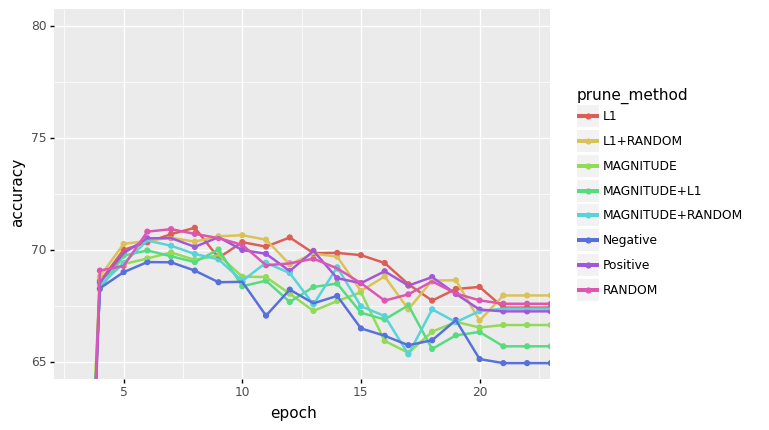 80
75
70
65
accuracy
5
10
15
20
epoch
prune_method
L1
L1+RANDOM
MAGNITUDE
MAGNITUDE+L1
MAGNITUDE+RANDOM
Negative
Positive
RANDOM